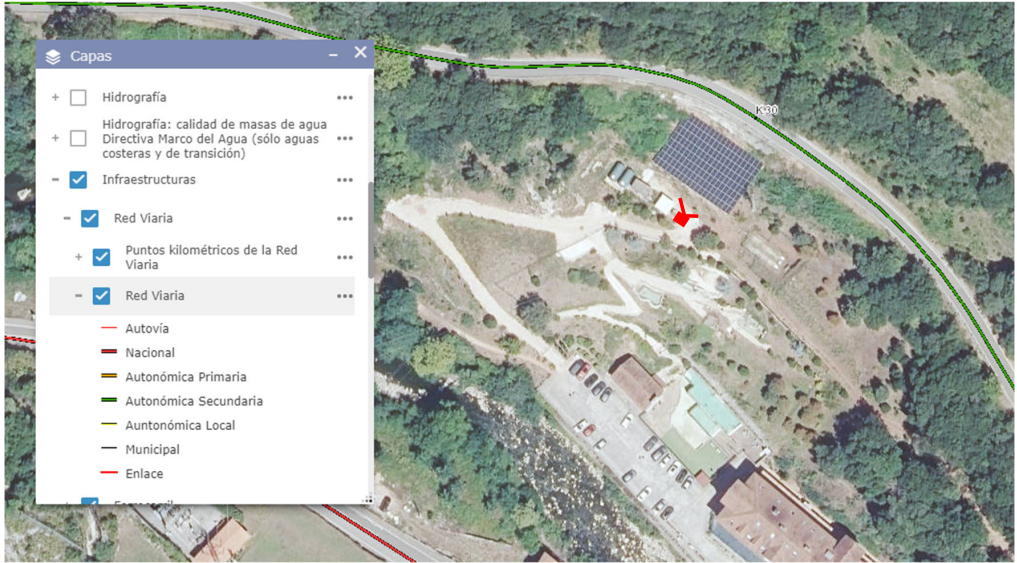 Capas
Hidrografía
Hidrografía: calidad de masas de agua
Directiva Marco del Agua (sólo aguas
costeras y de transición)
Infraestructuras
Red Viaria
Puntos kilométricos de la Red
Viaria
Red Viaria
Autovía
Nacional
Autonómica Primaria
Autonómica Secundaria
Auntonómica Local
Municipal
Enlace
K-30